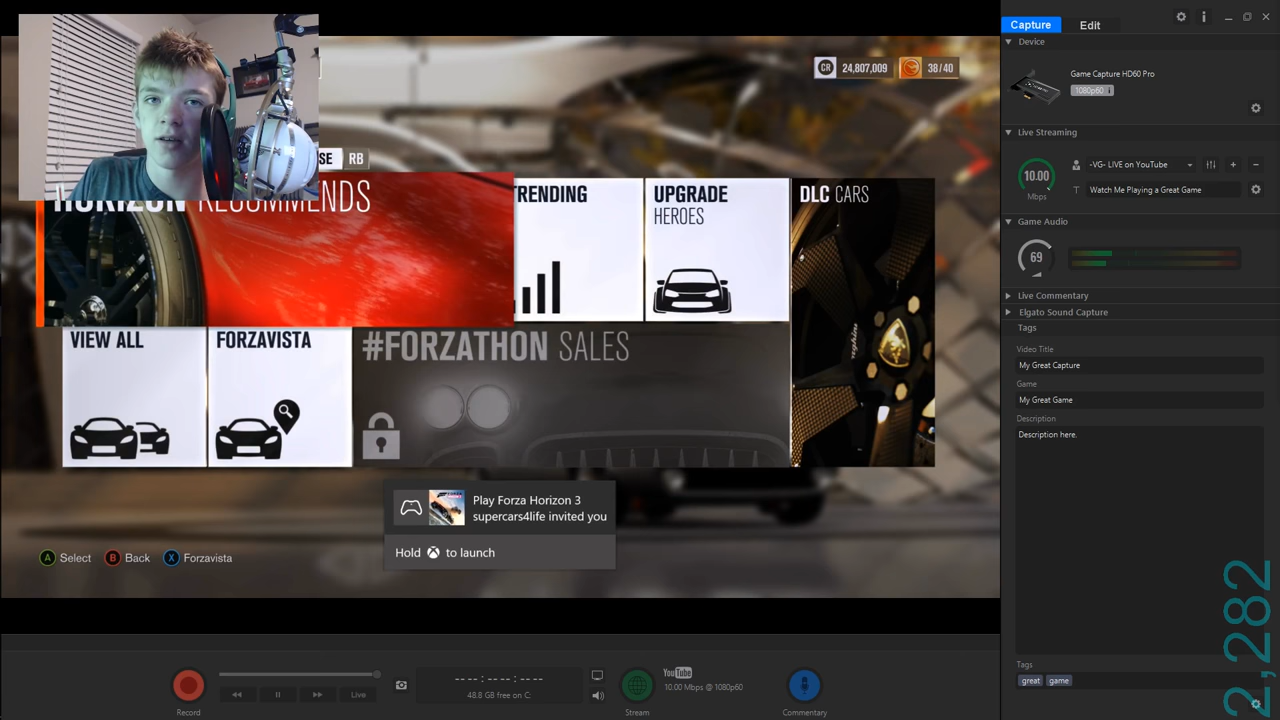 CR 24,807,009 38/40
SE RB
HORIZON RECOMMENDS
TRENDING
UPGRADE
HEROES
DLC CARS
VIEW ALL
FORZAVISTA
#FORZATHON SALES
Play Forza Horizon 3
supercars4life invited you
Hold to launch
A Select B Back X Forzavista
Record
Live
-- -- : -- -- : -- --
48.8 GB free on C:
Stream
YouTube
10.00 Mbps @ 1080p60
Commentary
Capture Edit
Device
Game Capture HD60 Pro
1080p60
Live Streaming
10.00
Mbps
-VG- LIVE on YouTube
Watch Me Playing a Great Game
Game Audio
69
Live Commentary
Elgato Sound Capture
Tags
Video Title
My Great Capture
Game
My Great Game
Description
Description here.
Tags
great game
2,282